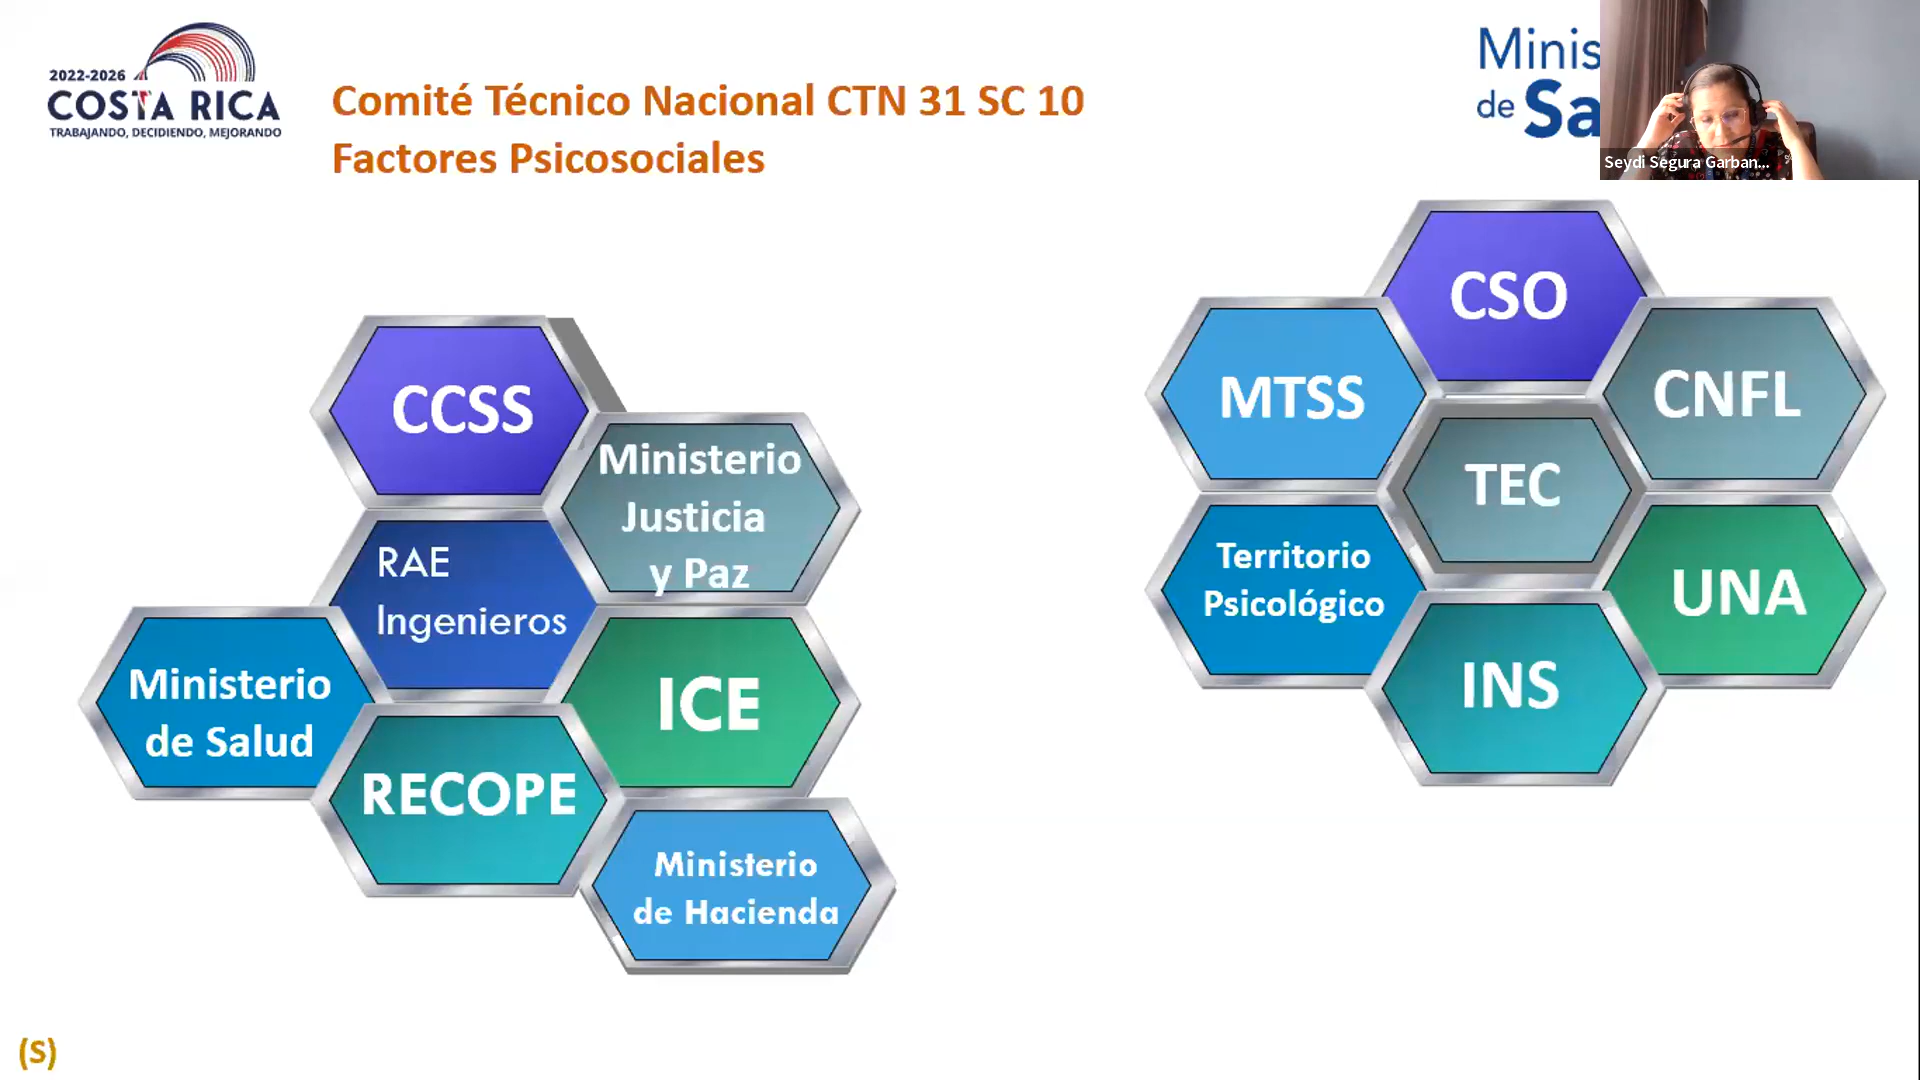 2022-2026
COSTA RICA
TRABAJANDO, DECIDIENDO, MEJORANDO
Comité Técnico Nacional CTN 31 SC 10
Factores Psicosociales
Minis
de Sa
Seydi Segura Garban...
CCSS
Ministerio
Justicia
y Paz
RAE
Ingenieros
Ministerio
de Salud
ICE
RECOPE
Ministerio
de Hacienda
CSO
MTSS
CNFL
TEC
Territorio
Psicológico
UNA
INS
(S)